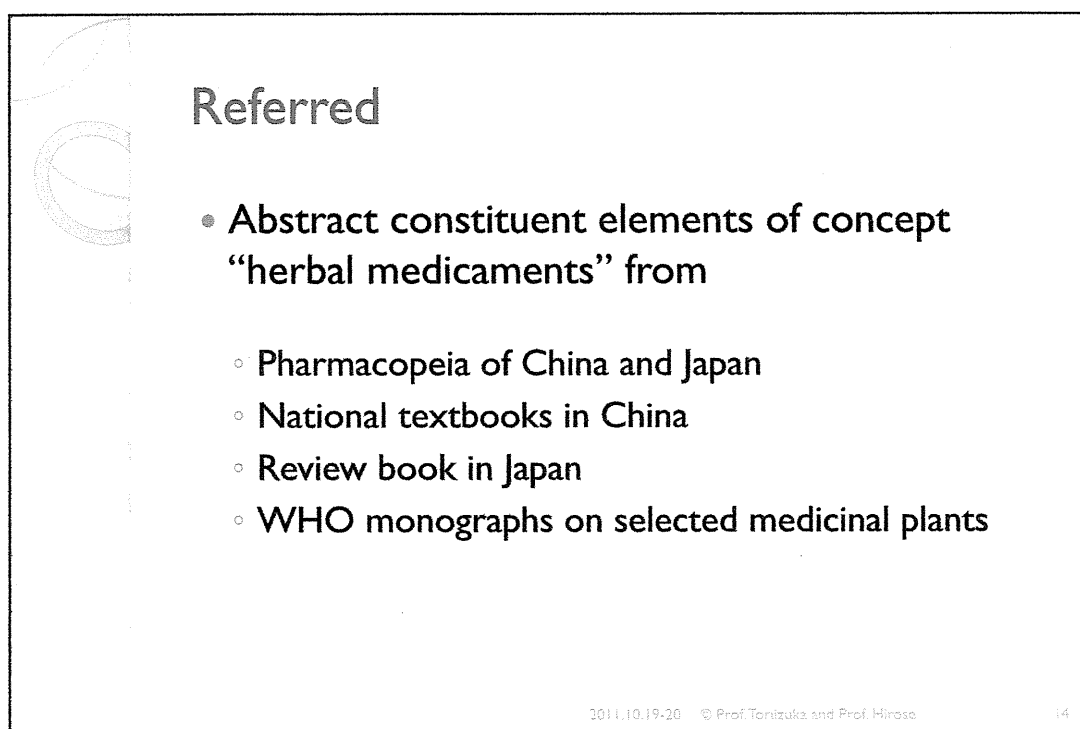 Referred
• Abstract constituent elements of concept
“herbal medicaments” from
◦ Pharmacopeia of China and Japan
◦ National textbooks in China
◦ Review book in Japan
◦ WHO monographs on selected medicinal plants
2011.10.19-20 © Prof. Tonizuka and Prof. Hirose 14